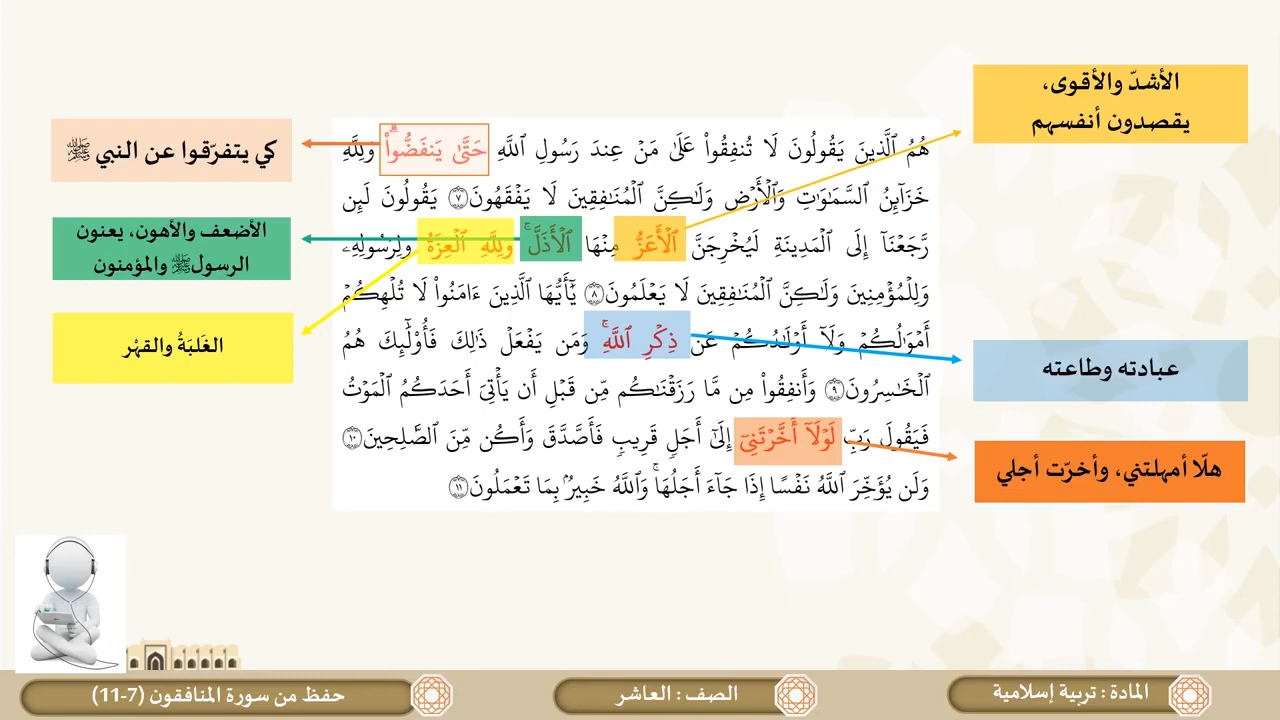 الأشدّ والأقوى،
يقصدون أنفسهم
كي يتفرّقوا عن النبي ﷺ
الأضعف والأهون، يعنون
الرسول ﷺ والمؤمنون
الغَلبَةُ والقهْر
هُمُ ٱلَّذِينَ يَقُولُونَ لَا تُنفِقُوا۟ عَلَىٰ مَنْ عِندَ رَسُولِ ٱللَّهِ حَتَّىٰ يَنفَضُّوا۟ ۗ وَلِلَّهِ
خَزَآئِنُ ٱلسَّمَـٰوَٰتِ وَٱلْأَرْضِ وَلَـٰكِنَّ ٱلْمُنَـٰفِقِينَ لَا يَفْقَهُونَ ٧ يَقُولُونَ لَئِن
رَّجَعْنَآ إِلَى ٱلْمَدِينَةِ لَيُخْرِجَنَّ ٱلْأَعَزُّ مِنْهَا ٱلْأَذَلَّ ۚ وَلِلَّهِ ٱلْعِزَّةُ وَلِرَسُولِهِۦ
وَلِلْمُؤْمِنِينَ وَلَـٰكِنَّ ٱلْمُنَـٰفِقِينَ لَا يَعْلَمُونَ ٨ يَـٰٓأَيُّهَا ٱلَّذِينَ ءَامَنُوا۟ لَا تُلْهِكُمْ
أَمْوَٰلُكُمْ وَلَآ أَوْلَـٰدُكُمْ عَن ذِكْرِ ٱللَّهِ ۚ وَمَن يَفْعَلْ ذَٰلِكَ فَأُو۟لَـٰٓئِكَ هُمُ
ٱلْخَـٰسِرُونَ ٩ وَأَنفِقُوا۟ مِن مَّا رَزَقْنَـٰكُم مِّن قَبْلِ أَن يَأْتِىَ أَحَدَكُمُ ٱلْمَوْتُ
فَيَقُولَ رَبِّ لَوْلَآ أَخَّرْتَنِىٓ إِلَىٰٓ أَجَلٍ قَرِيبٍ فَأَصَّدَّقَ وَأَكُن مِّنَ ٱلصَّـٰلِحِينَ ١٠
وَلَن يُؤَخِّرَ ٱللَّهُ نَفْسًا إِذَا جَآءَ أَجَلُهَا ۚ وَٱللَّهُ خَبِيرٌۢ بِمَا تَعْمَلُونَ ١١
عبادته وطاعته
هلّا أمهلتني، وأخرّت أجلي
المادة : تربية إسلامية
الصف : العاشر
حفظ من سورة المنافقون (7-11)